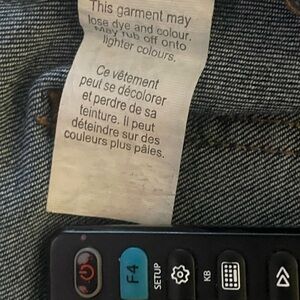 This garment may
lose dye and colour.
May rub off onto
lighter colours.
Ce vêtement
peut se décolorer
et perdre de sa
teinture. Il peut
déteindre sur des
couleurs plus pâles.
F4
SETUP
KB